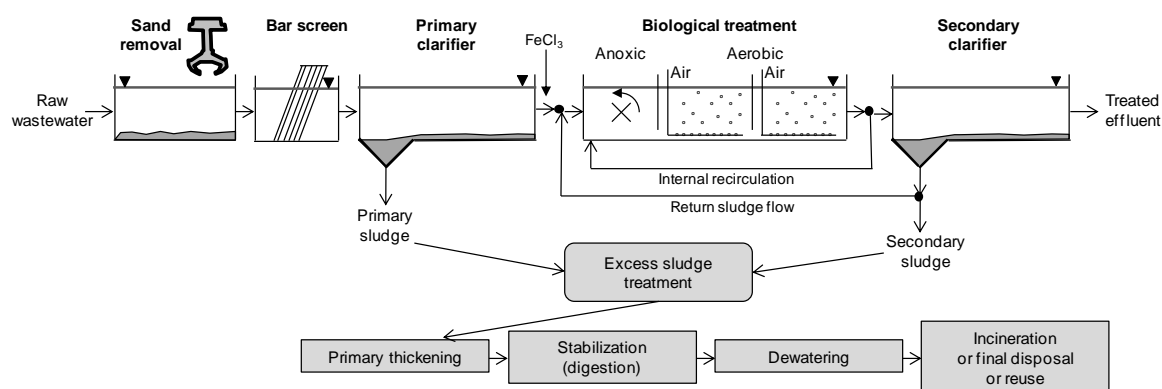 Sand
removal
Bar screen
Primary
clarifier
FeCl3
Biological treatment
Anoxic
Aerobic
Air
Air
Secondary
clarifier
Raw
wastewater
Treated
effluent
Internal recirculation
Return sludge flow
Primary
sludge
Secondary
sludge
Excess sludge
treatment
Primary thickening
Stabilization
(digestion)
Dewatering
Incineration
or final disposal
or reuse